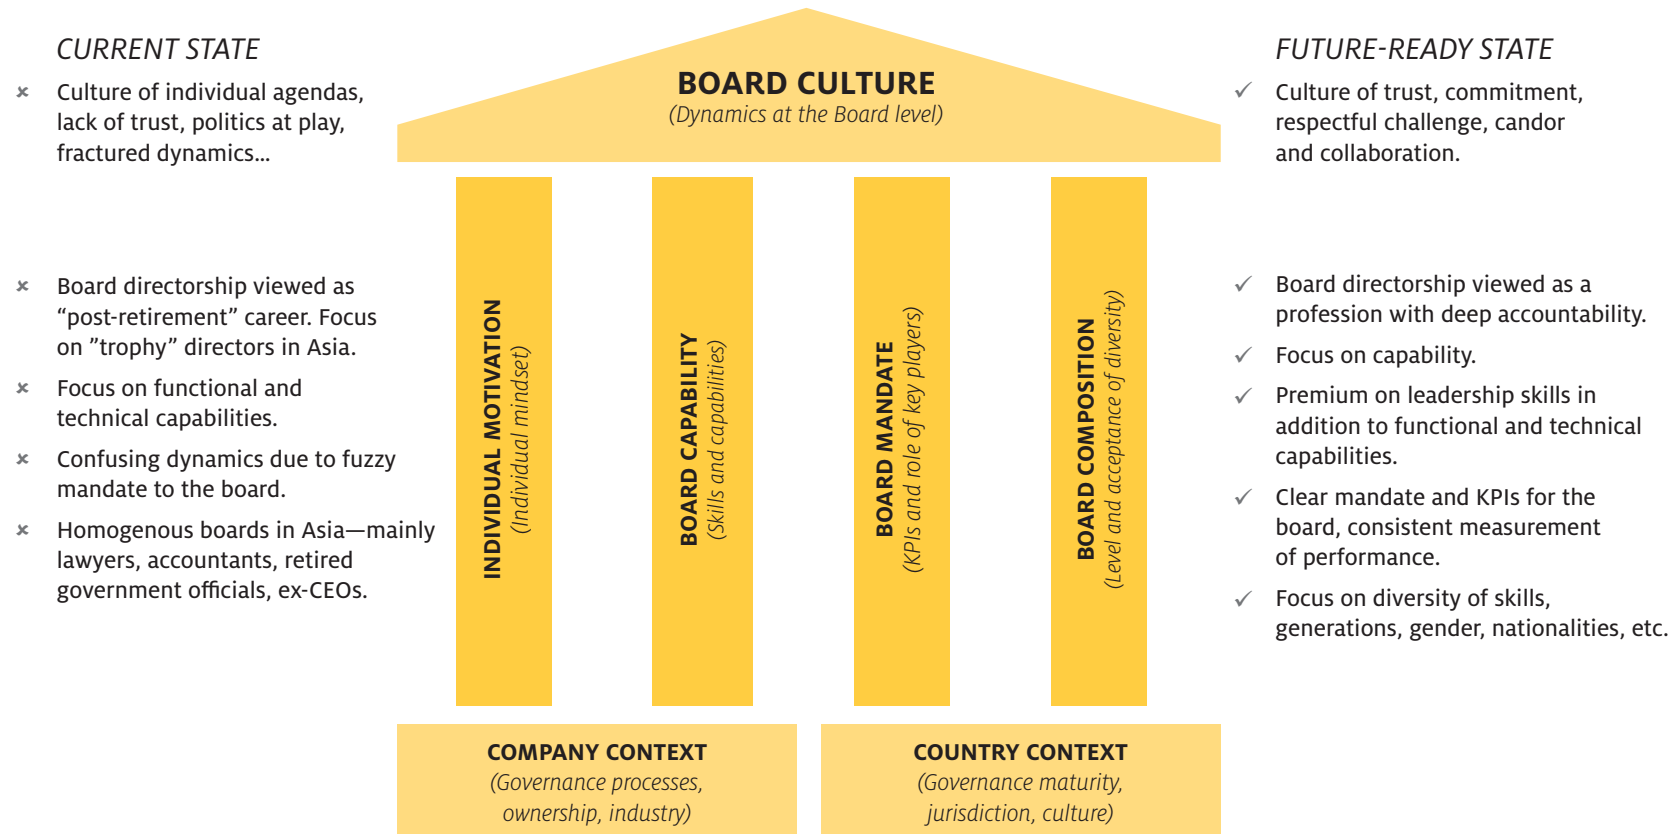 CURRENT STATE
× Culture of individual agendas,
lack of trust, politics at play,
fractured dynamics...
× Board directorship viewed as
“post-retirement” career. Focus
on ”trophy” directors in Asia.
× Focus on functional and
technical capabilities.
× Confusing dynamics due to fuzzy
mandate to the board.
× Homogenous boards in Asia—mainly
lawyers, accountants, retired
government officials, ex-CEOs.
BOARD CULTURE
(Dynamics at the Board level)
INDIVIDUAL MOTIVATION
(Individual mindset)
BOARD CAPABILITY
(Skills and capabilities)
BOARD MANDATE
(KPIs and role of key players)
BOARD COMPOSITION
(Level and acceptance of diversity)
COMPANY CONTEXT
(Governance processes,
ownership, industry)
COUNTRY CONTEXT
(Governance maturity,
jurisdiction, culture)
FUTURE-READY STATE
✓ Culture of trust, commitment,
respectful challenge, candor
and collaboration.
✓ Board directorship viewed as a
profession with deep accountability.
✓ Focus on capability.
✓ Premium on leadership skills in
addition to functional and technical
capabilities.
✓ Clear mandate and KPIs for the
board, consistent measurement
of performance.
✓ Focus on diversity of skills,
generations, gender, nationalities, etc.